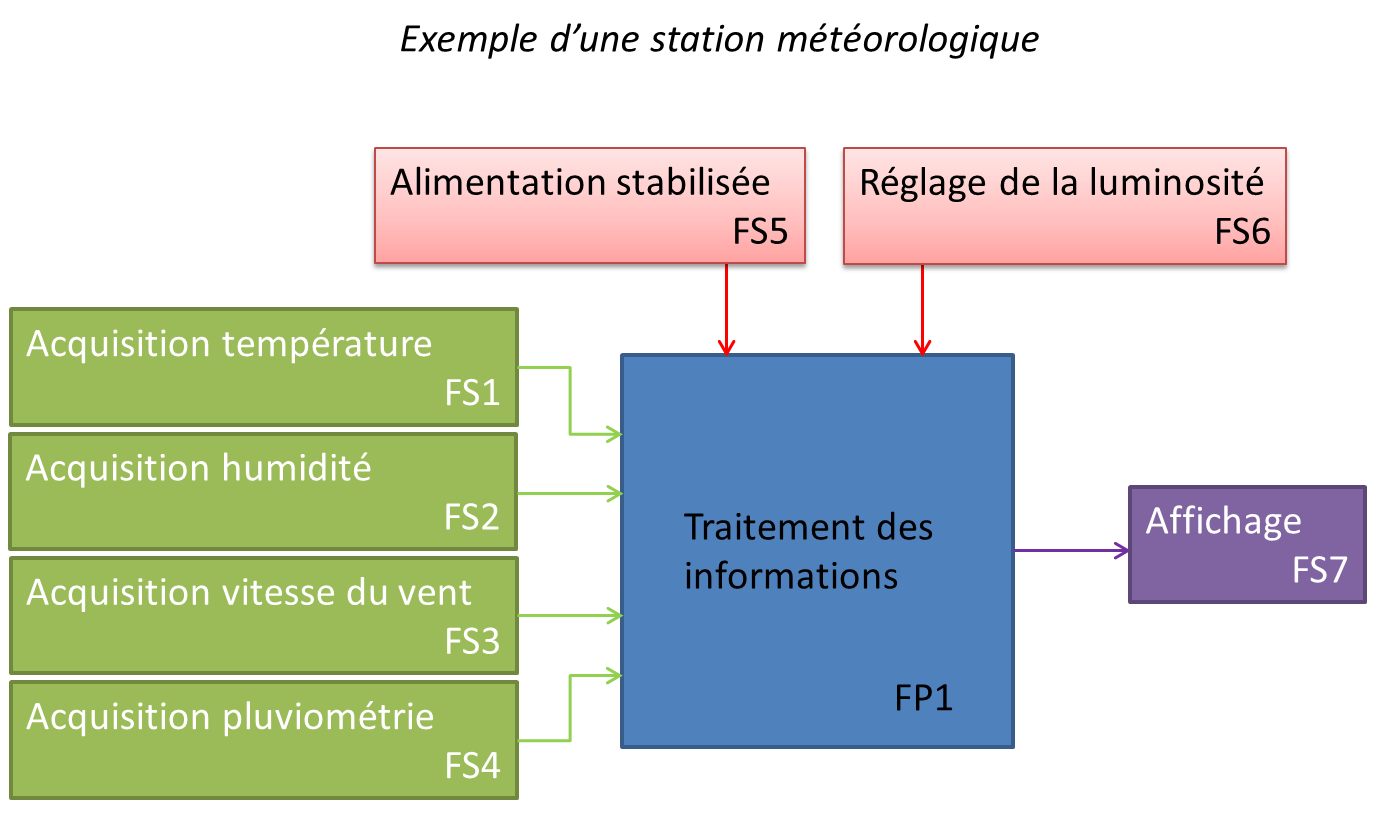 Exemple d’une station météorologique
Alimentation stabilisée
FS5
Réglage de la luminosité
FS6
Acquisition température
FS1
Acquisition humidité
FS2
Acquisition vitesse du vent
FS3
Acquisition pluviométrie
FS4
Traitement des
informations
FP1
Affichage
FS7